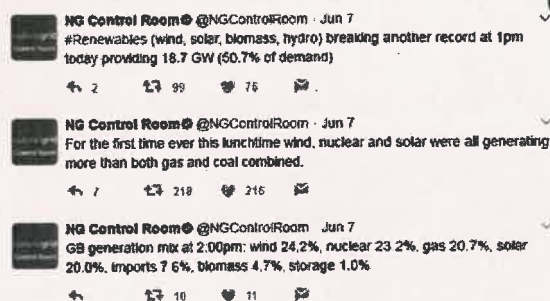 NG Control Room @NGControlRoom · Jun 7
#Renewables (wind, solar, biomass, hydro) breaking another record at 1pm
today providing 18.7 GW (50.7% of demand)
2 99 76
NG Control Room @NGControlRoom · Jun 7
For the first time ever this lunchtime wind, nuclear and solar were all generating
more than both gas and coal combined.
7 218 216
NG Control Room @NGControlRoom Jun 7
GB generation mix at 2:00pm: wind 24,2%, nuclear 23 2%, gas 20.7%, solar
20.0%, imports 7 6%, biomass 4,7%, storage 1.0%
10 11